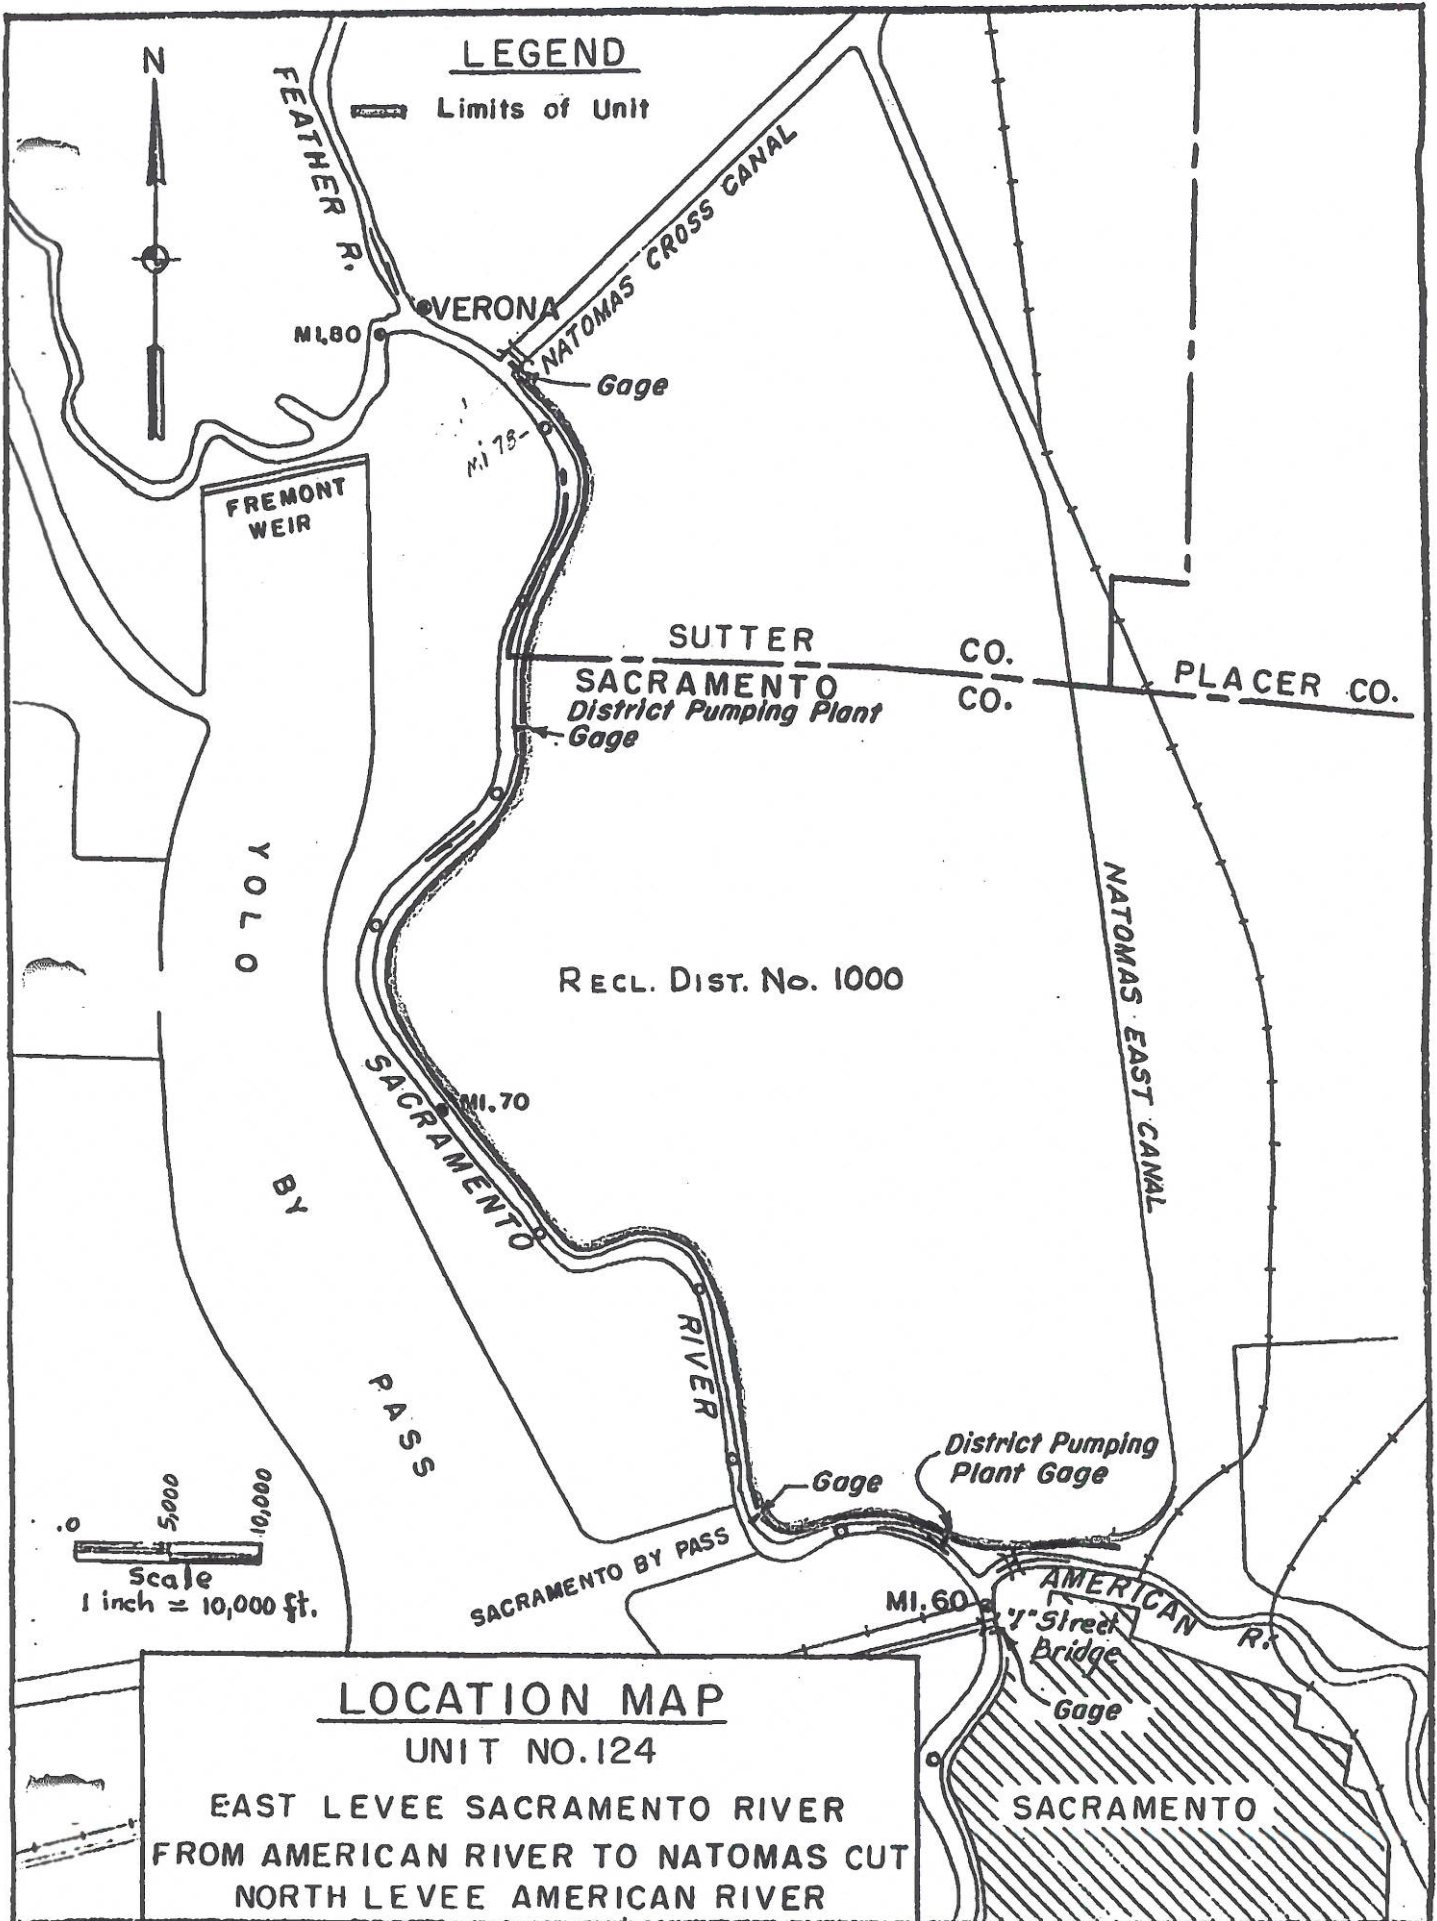 LEGEND
Limits of Unit
N
FEATHER R.
NATOMAS CROSS CANAL
VERONA
MI.80
Gage
Mi 78-
FREMONT
WEIR
SUTTER CO.
SACRAMENTO CO.
PLACER CO.
District Pumping Plant
Gage
YOLO
BY
PASS
NATOMAS EAST CANAL
RECL. DIST. No. 1000
SACRAMENTO
RIVER
MI.70
District Pumping
Plant Gage
Gage
0 5,000 10,000
Scale
1 inch = 10,000 ft.
SACRAMENTO BY PASS
AMERICAN R.
MI.60
"I" Street
Bridge
Gage
SACRAMENTO
LOCATION MAP
UNIT NO. 124
EAST LEVEE SACRAMENTO RIVER
FROM AMERICAN RIVER TO NATOMAS CUT
NORTH LEVEE AMERICAN RIVER